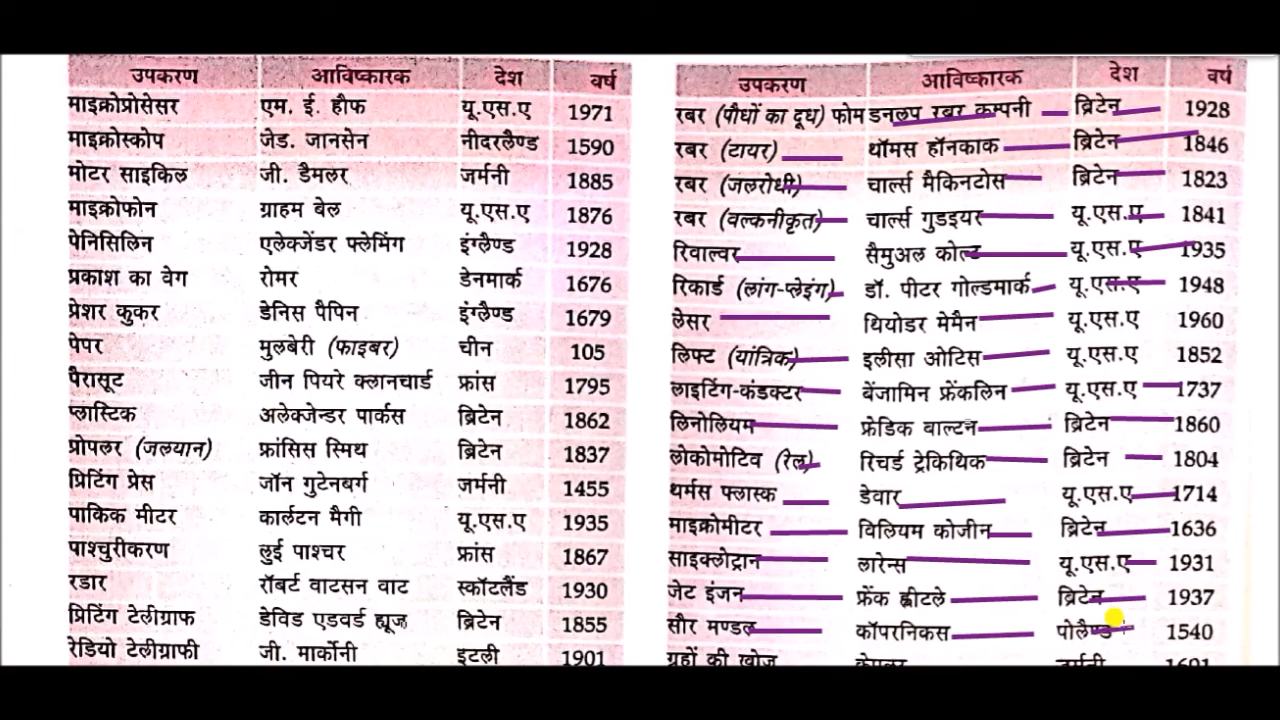 उपकरण आविष्कारक देश वर्ष
माइक्रोप्रोसेसर एम. ई. हौफ यू.एस.ए 1971
माइक्रोस्कोप जेड. जानसेन नीदरलैण्ड 1590
मोटर साइकिल जी. डैमलर जर्मनी 1885
माइक्रोफोन ग्राहम बेल यू.एस.ए 1876
पेनिसिलिन एलेक्जेंडर फ्लेमिंग इंग्लैण्ड 1928
प्रकाश का वेग रोमर डेनमार्क 1676
प्रेशर कुकर डेनिस पैपिन इंग्लैण्ड 1679
पेपर मुलबेरी (फाइबर) चीन 105
पैरासूट जीन पियरे क्लानचार्ड फ्रांस 1795
प्लास्टिक अलेक्जेन्डर पार्कस ब्रिटेन 1862
प्रोपलर (जलयान) फ्रांसिस स्मिथ ब्रिटेन 1837
प्रिटिंग प्रेस जॉन गुटेनबर्ग जर्मनी 1455
पाकिक मीटर कार्लटन मैगी यू.एस.ए 1935
पाश्चुरीकरण लुई पाश्चर फ्रांस 1867
रडार रॉबर्ट वाटसन वाट स्कॉटलैंड 1930
प्रिटिंग टेलीग्राफ डेविड एडवर्ड ह्यूज ब्रिटेन 1855
रेडियो टेलीग्राफी जी. मार्कोनी इटली 1901
उपकरण आविष्कारक देश वर्ष
रबर (पौधों का दूध) फोम डनलप रबर कम्पनी ब्रिटेन 1928
रबर (टायर) थॉमस हॉनकाक ब्रिटेन 1846
रबर (जलरोधी) चार्ल्स मैकिनटोस ब्रिटेन 1823
रबर (वल्कनीकृत) चार्ल्स गुडइयर यू.एस.ए 1841
रिवाल्वर सैमुअल कोल्ट यू.एस.ए 1935
रिकार्ड (लांग-प्लेइंग) डॉ. पीटर गोल्डमार्क यू.एस.ए 1948
लेसर थियोडर मेमैन यू.एस.ए 1960
लिफ्ट (यांत्रिक) इलीसा ओटिस यू.एस.ए 1852
लाइटिंग-कंडक्टर बेंजामिन फ्रेंकलिन यू.एस.ए 1737
लिनोलियम फ्रेडिक वाल्टन ब्रिटेन 1860
लोकोमोटिव (रेल) रिचर्ड ट्रेकिथिक ब्रिटेन 1804
थर्मस फ्लास्क डेवार यू.एस.ए 1714
माइक्रोमीटर विलियम कोजीन ब्रिटेन 1636
साइक्लोट्रान लारेन्स यू.एस.ए 1931
जेट इंजन फ्रेंक ह्वीटले ब्रिटेन 1937
सौर मण्डल कॉपरनिकस पोलैण्ड 1540
ग्रहों की खोज